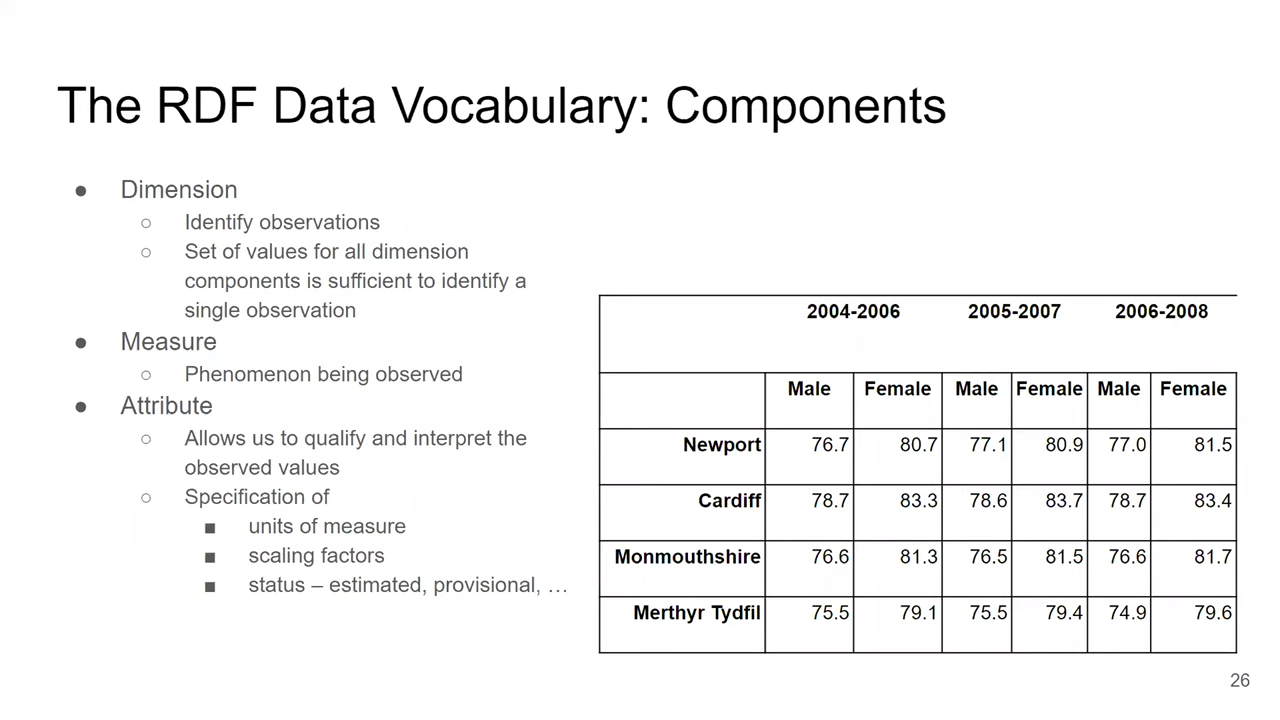 The RDF Data Vocabulary: Components
● Dimension
○ Identify observations
○ Set of values for all dimension
components is sufficient to identify a
single observation
● Measure
○ Phenomenon being observed
● Attribute
○ Allows us to qualify and interpret the
observed values
○ Specification of
■ units of measure
■ scaling factors
■ status – estimated, provisional, …
2004-2006 2005-2007 2006-2008
Male Female Male Female Male Female
Newport 76.7 80.7 77.1 80.9 77.0 81.5
Cardiff 78.7 83.3 78.6 83.7 78.7 83.4
Monmouthshire 76.6 81.3 76.5 81.5 76.6 81.7
Merthyr Tydfil 75.5 79.1 75.5 79.4 74.9 79.6
26